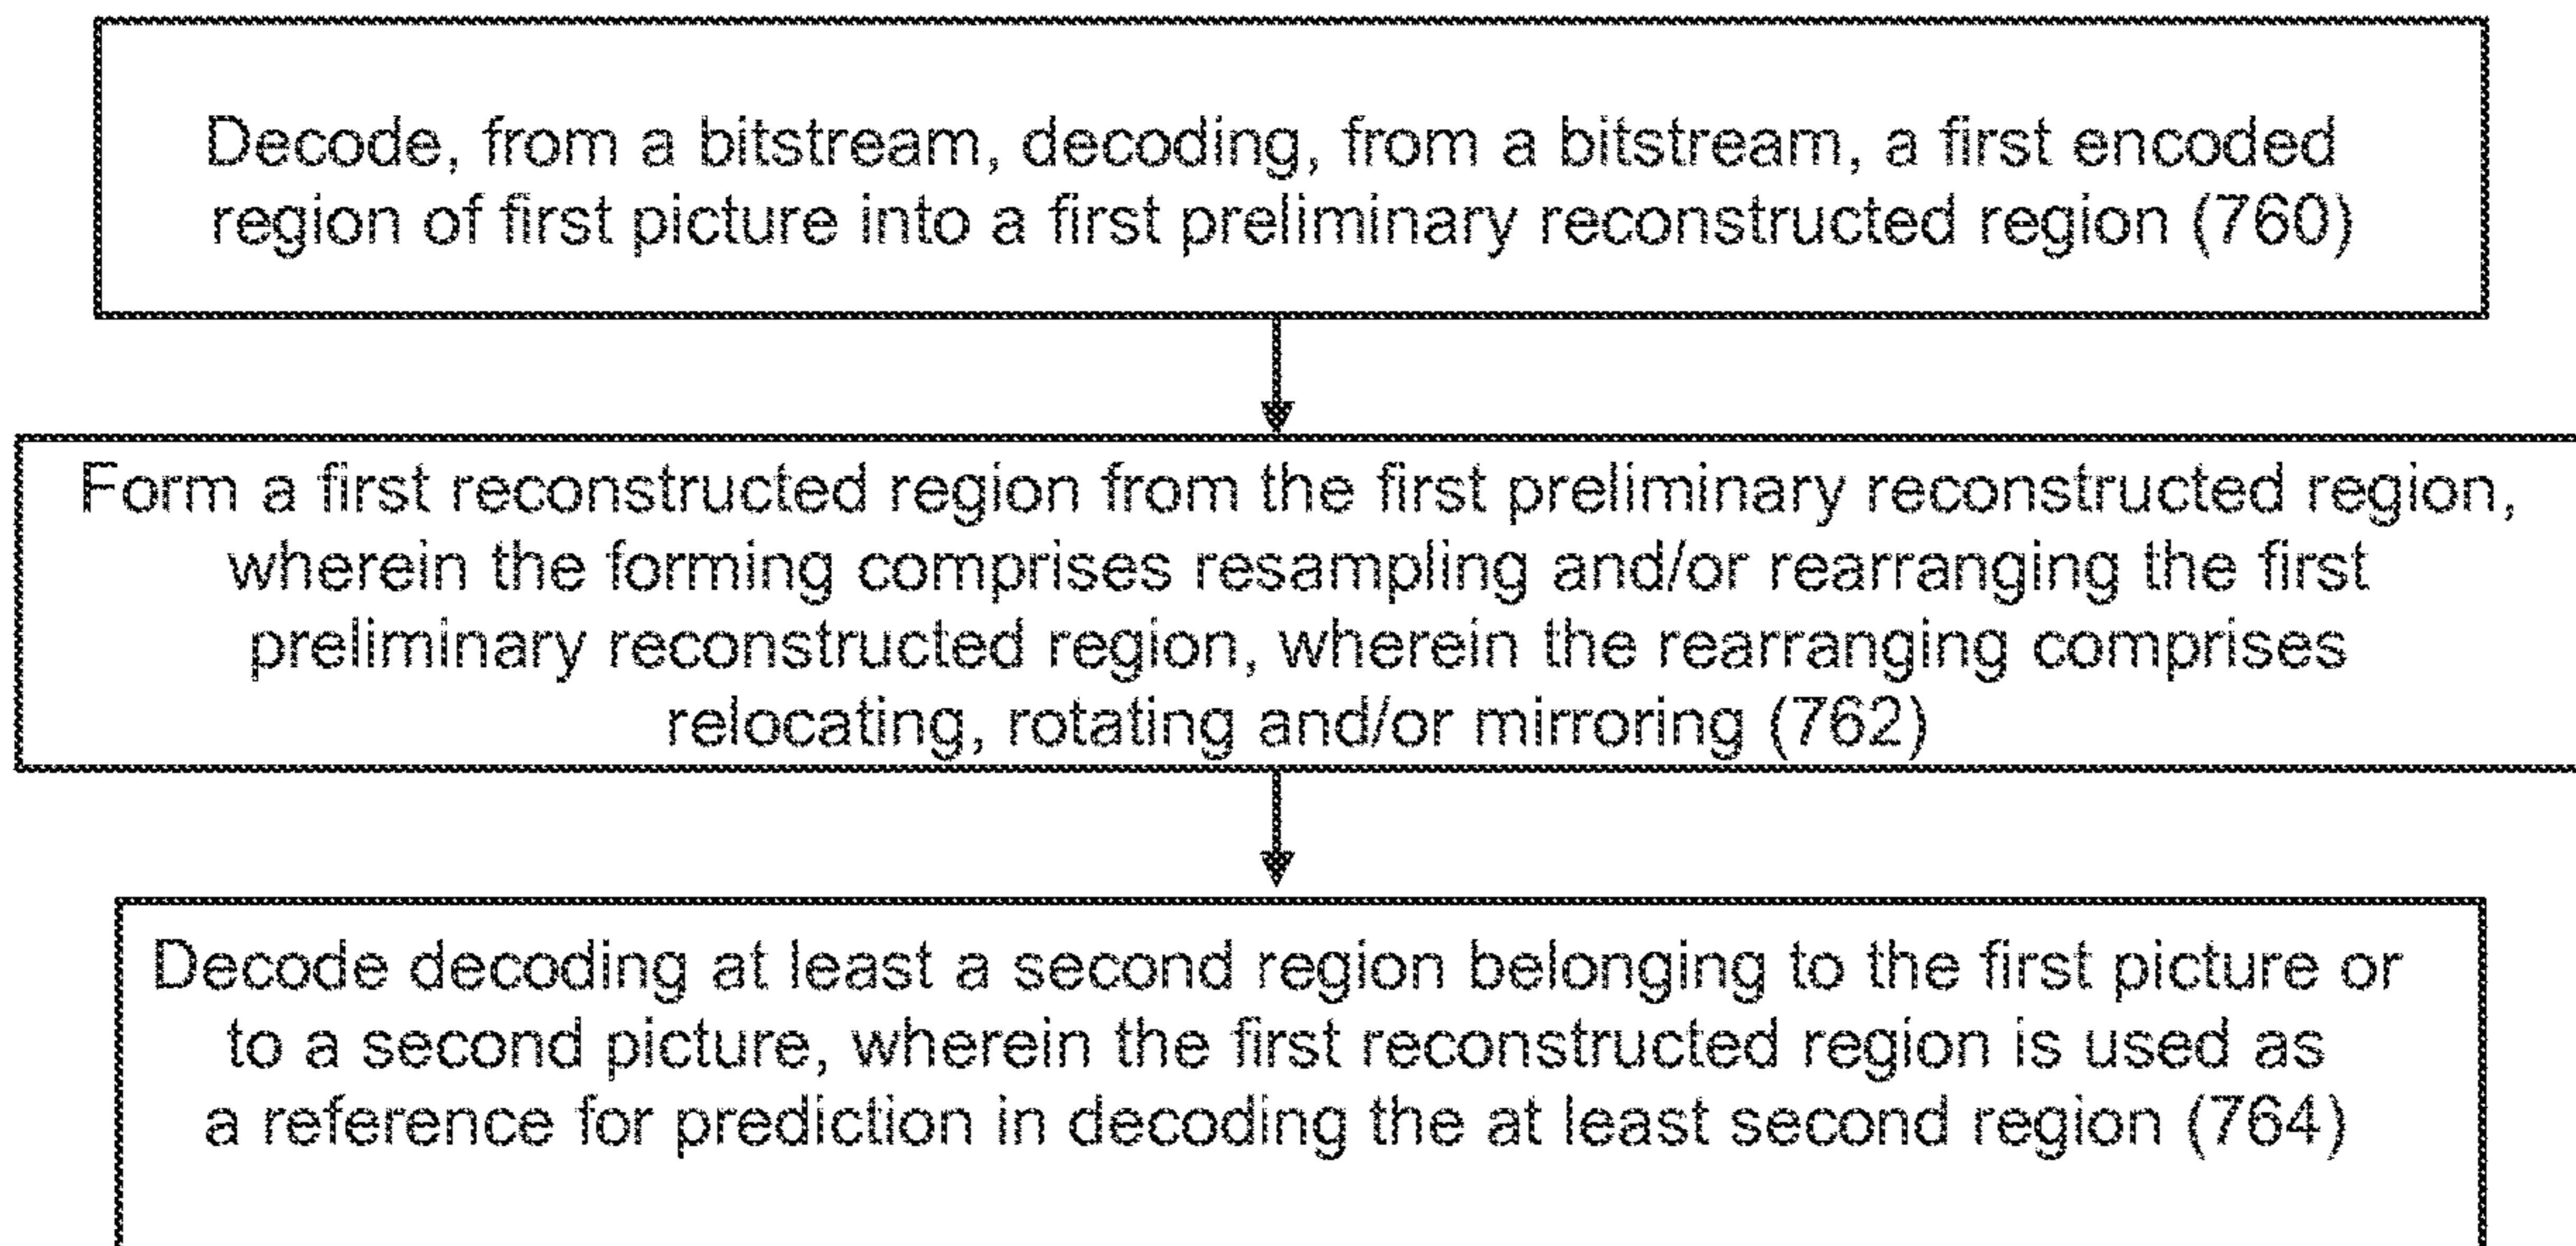 Decode, from a bitstream, decoding, from a bitstream, a first encoded
region of first picture into a first preliminary reconstructed region (760)
Form a first reconstructed region from the first preliminary reconstructed region,
wherein the forming comprises resampling and/or rearranging the first
preliminary reconstructed region, wherein the rearranging comprises
relocating, rotating and/or mirroring (762)
Decode decoding at least a second region belonging to the first picture or
to a second picture, wherein the first reconstructed region is used as
a reference for prediction in decoding the at least second region (764)